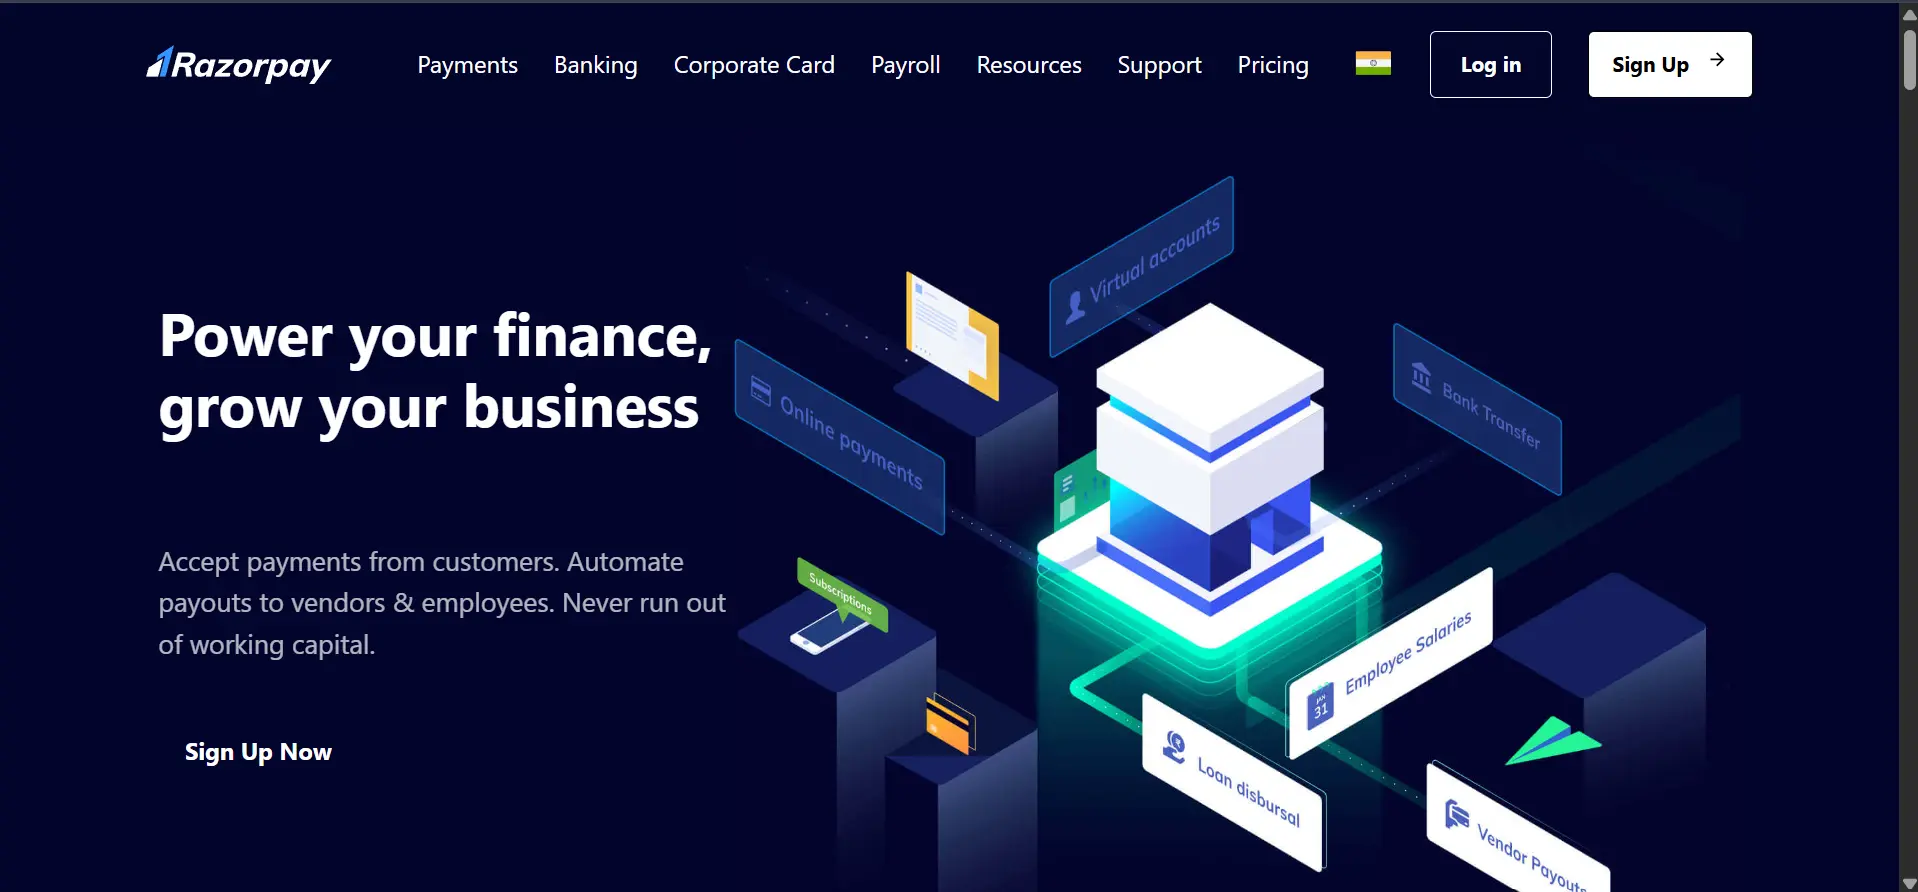 Razorpay
Payments
Banking
Corporate Card
Payroll
Resources
Support
Pricing
Log in
Sign Up
Power your finance,
grow your business
Accept payments from customers. Automate
payouts to vendors & employees. Never run out
of working capital.
Sign Up Now
Virtual accounts
Bank Transfer
Online payments
Subscriptions
Employee Salaries
JAN
31
Loan disbursal
Vendor Payouts